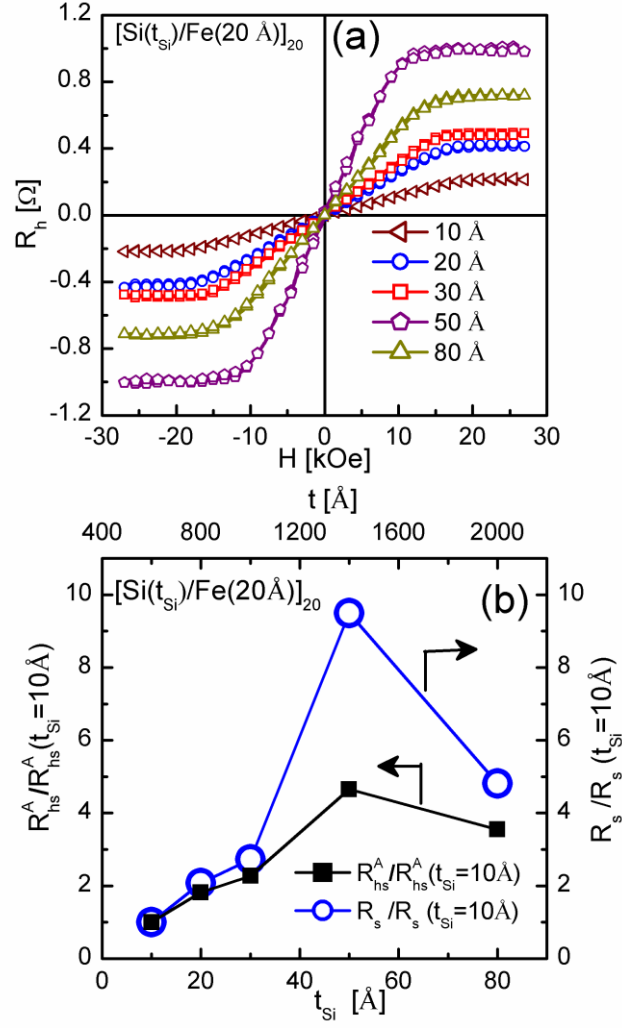 [Si(t_Si)/Fe(20 Å)]_20
(a)
1.2
0.8
0.4
0.0
-0.4
-0.8
-1.2
R_h [Ω]
10 Å
20 Å
30 Å
50 Å
80 Å
-30 -20 -10 0 10 20 30
H [kOe]
t [Å]
400 800 1200 1600 2000
[Si(t_Si)/Fe(20Å)]_20
(b)
10
8
6
4
2
0
R^A_hs/R^A_hs(t_Si=10Å)
10
8
6
4
2
0
R_s/R_s (t_Si=10Å)
R^A_hs/R^A_hs(t_Si=10Å)
R_s/R_s (t_Si=10Å)
0 20 40 60 80
t_Si [Å]